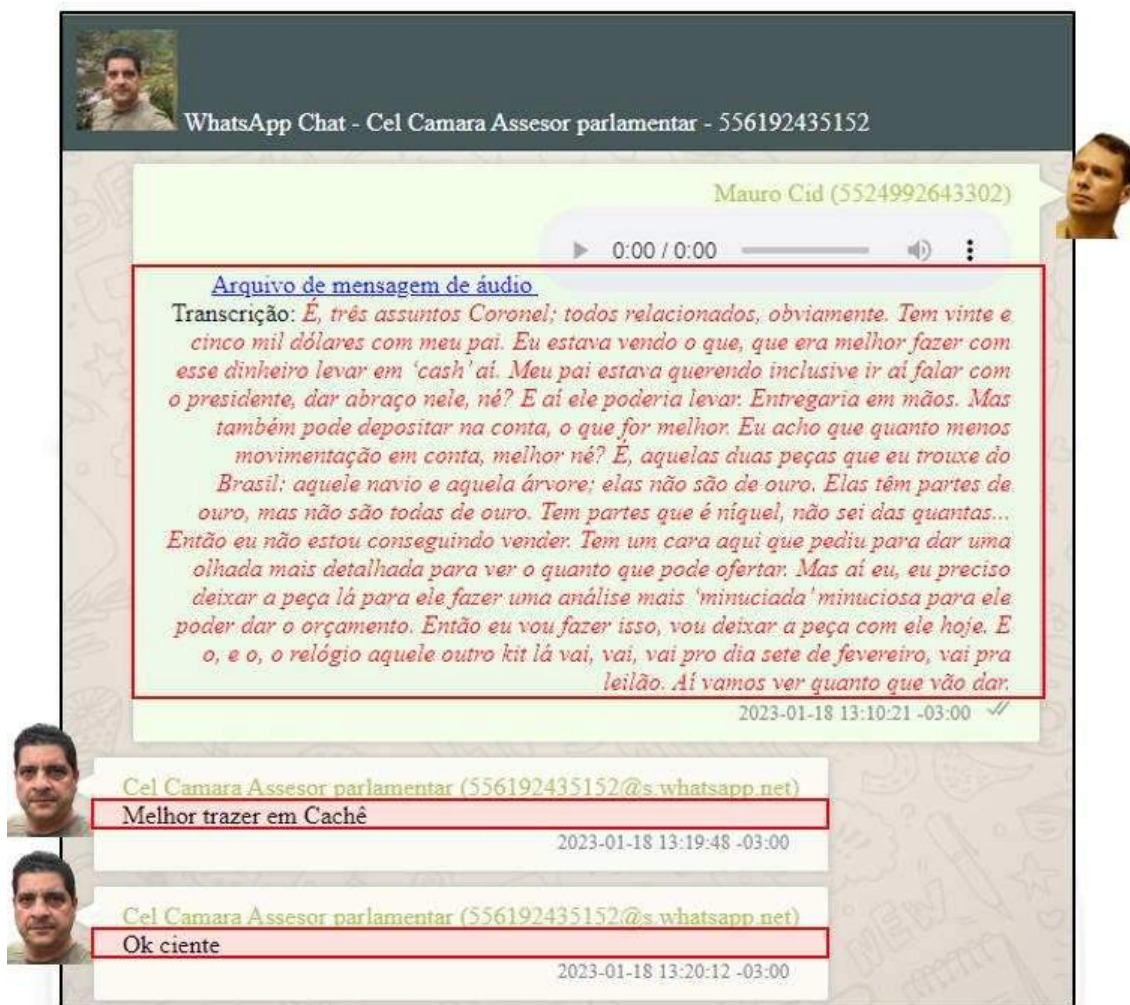 WhatsApp Chat - Cel Camara Assesor parlamentar - 556192435152
Mauro Cid (5524992643302)
0:00 / 0:00
Arquivo de mensagem de áudio
Transcrição: É, três assuntos Coronel; todos relacionados, obviamente. Tem vinte e
cinco mil dólares com meu pai. Eu estava vendo o que, que era melhor fazer com
esse dinheiro levar em ‘cash’ aí. Meu pai estava querendo inclusive ir aí falar com
o presidente, dar abraço nele, né? E aí ele poderia levar. Entregaria em mãos. Mas
também pode depositar na conta, o que for melhor. Eu acho que quanto menos
movimentação em conta, melhor né? É, aquelas duas peças que eu trouxe do
Brasil: aquele navio e aquela árvore; elas não são de ouro. Elas têm partes de
ouro, mas não são todas de ouro. Tem partes que é níquel, não sei das quantas...
Então eu não estou conseguindo vender. Tem um cara aqui que pediu para dar uma
olhada mais detalhada para ver o quanto que pode ofertar. Mas aí eu, eu preciso
deixar a peça lá para ele fazer uma análise mais ‘minuciada’ minuciosa para ele
poder dar o orçamento. Então eu vou fazer isso, vou deixar a peça com ele hoje. E
o, e o, o relógio aquele outro kit lá vai, vai, vai pro dia sete de fevereiro, vai pra
leilão. Aí vamos ver quanto que vão dar.
2023-01-18 13:10:21 -03:00
Cel Camara Assesor parlamentar (556192435152@s.whatsapp.net)
Melhor trazer em Cachê
2023-01-18 13:19:48 -03:00
Cel Camara Assesor parlamentar (556192435152@s.whatsapp.net)
Ok ciente
2023-01-18 13:20:12 -03:00